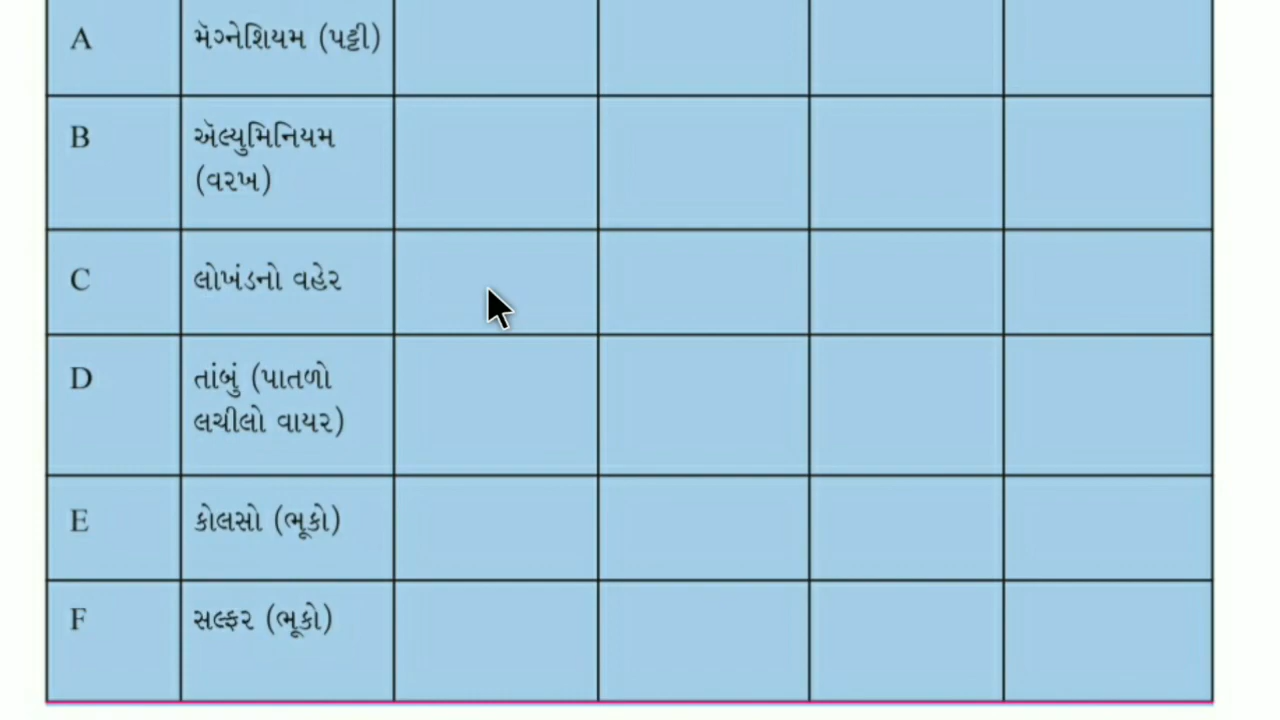 A મૅગ્નેશિયમ (પટ્ટી)
B ઍલ્યુમિનિયમ
(વરખ)
C લોખંડનો વહેર
D તાંબું (પાતળો
લચીલો વાયર)
E કોલસો (ભૂકો)
F સલ્ફર (ભૂકો)